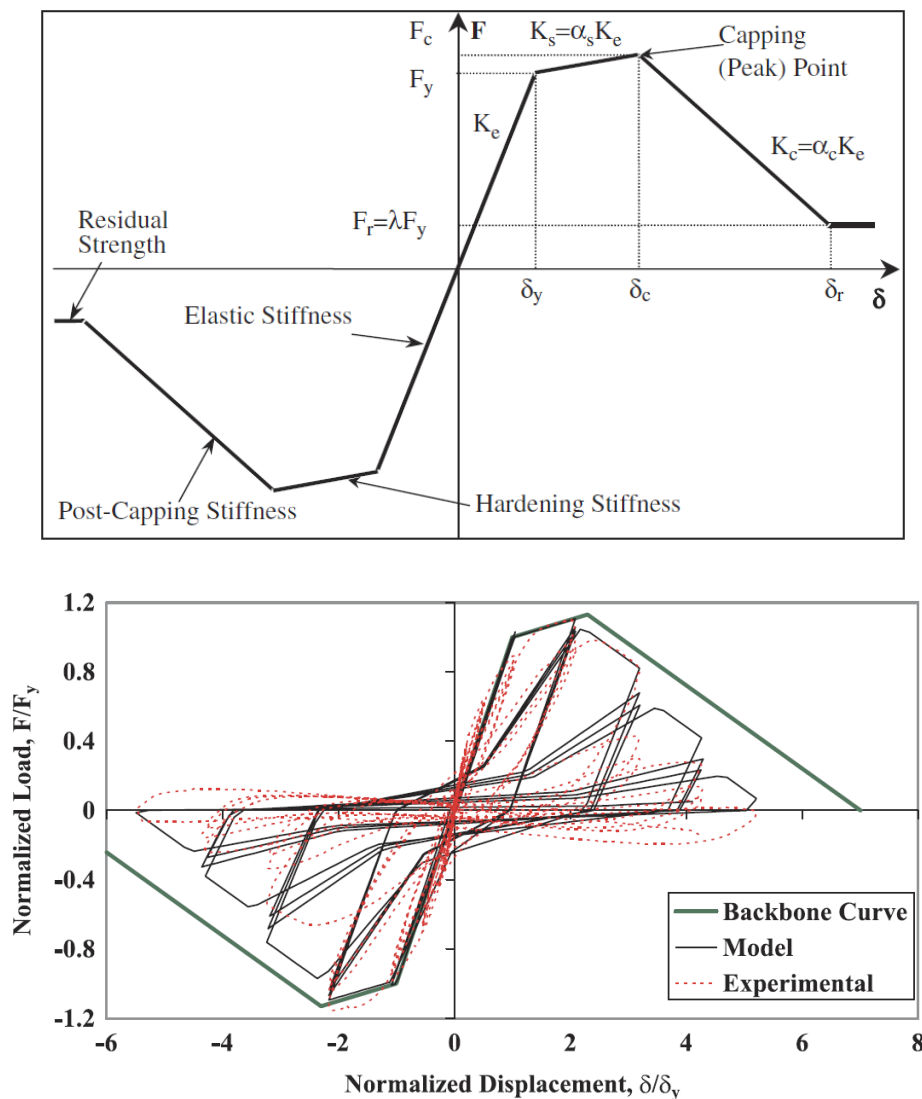 F_c F K_s=α_sK_e Capping
(Peak) Point
F_y
K_e
K_c=α_cK_e
Residual
Strength
F_r=λF_y
δ_y δ_c δ_r
δ
Elastic Stiffness
Post-Capping Stiffness
Hardening Stiffness
1.2
0.8
0.4
0
-0.4
-0.8
-1.2
Normalized Load, F/F_y
Backbone Curve
Model
Experimental
-6 -4 -2 0 2 4 6 8
Normalized Displacement, δ/δ_y